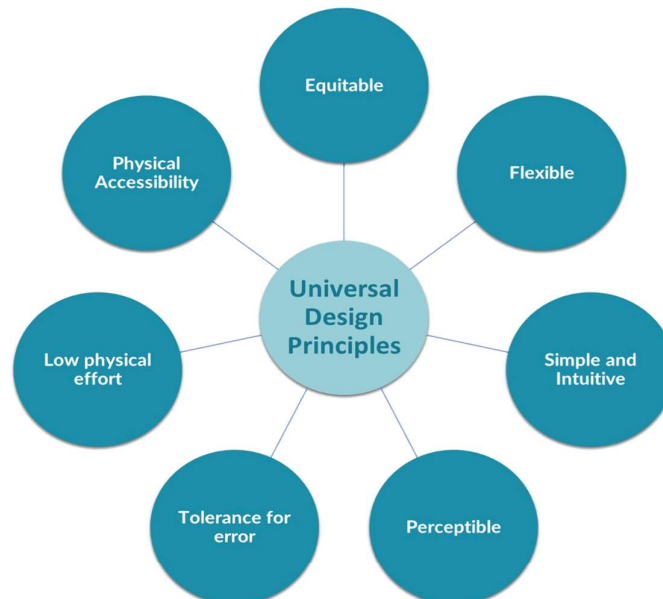 Equitable
Physical
Accessibility
Flexible
Universal
Design
Principles
Low physical
effort
Simple and
Intuitive
Tolerance for
error
Perceptible